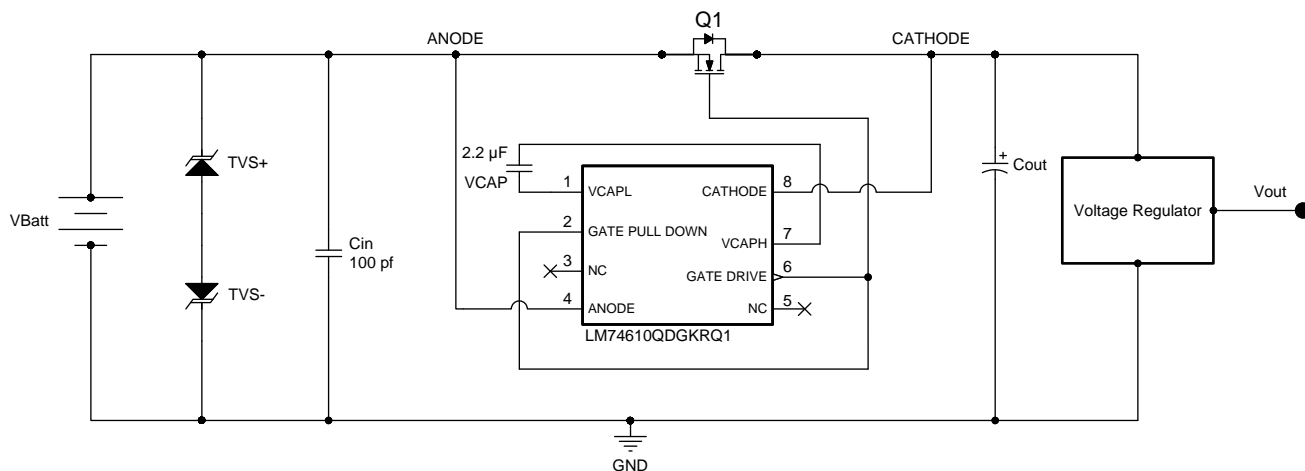 Q1
ANODE
CATHODE
TVS+
2.2 µF
VCAP
1
VCAPL
CATHODE
8
Cout
+
Voltage Regulator
Vout
VBatt
2
GATE PULL DOWN
VCAPH
7
Cin
100 pf
3
NC
GATE DRIVE
6
TVS-
4
ANODE
NC
5
LM74610QDGKRQ1
GND